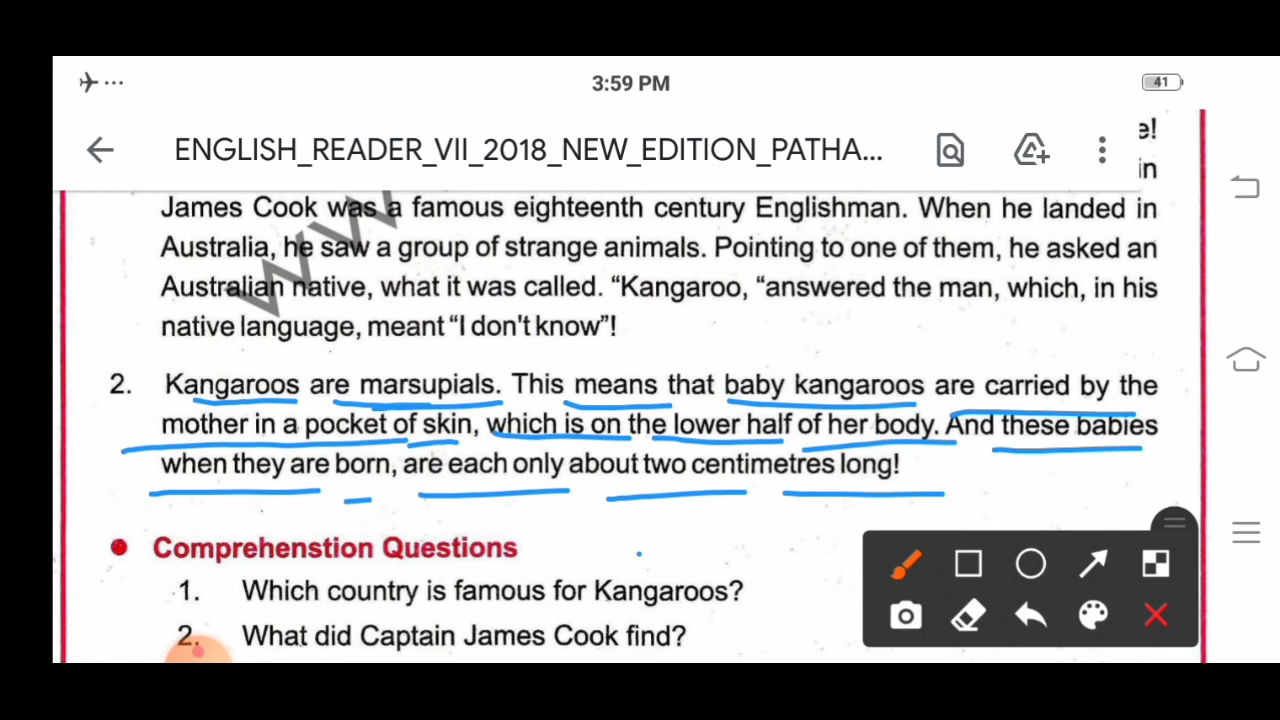 3:59 PM
41
ENGLISH_READER_VII_2018_NEW_EDITION_PATHA...
e!
in
James Cook was a famous eighteenth century Englishman. When he landed in
Australia, he saw a group of strange animals. Pointing to one of them, he asked an
Australian native, what it was called. “Kangaroo, “answered the man, which, in his
native language, meant “I don't know”!
2. Kangaroos are marsupials. This means that baby kangaroos are carried by the
mother in a pocket of skin, which is on the lower half of her body. And these babies
when they are born, are each only about two centimetres long!
Comprehenstion Questions
1. Which country is famous for Kangaroos?
2. What did Captain James Cook find?
WW